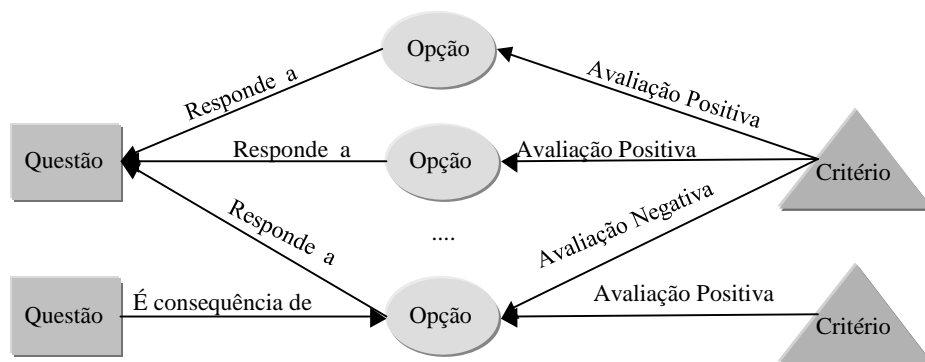 Opção
Responde a
Avaliação Positiva
Questão
Responde a
Opção
Avaliação Positiva
Critério
Responde a
....
Avaliação Negativa
Questão
É consequência de
Opção
Avaliação Positiva
Critério